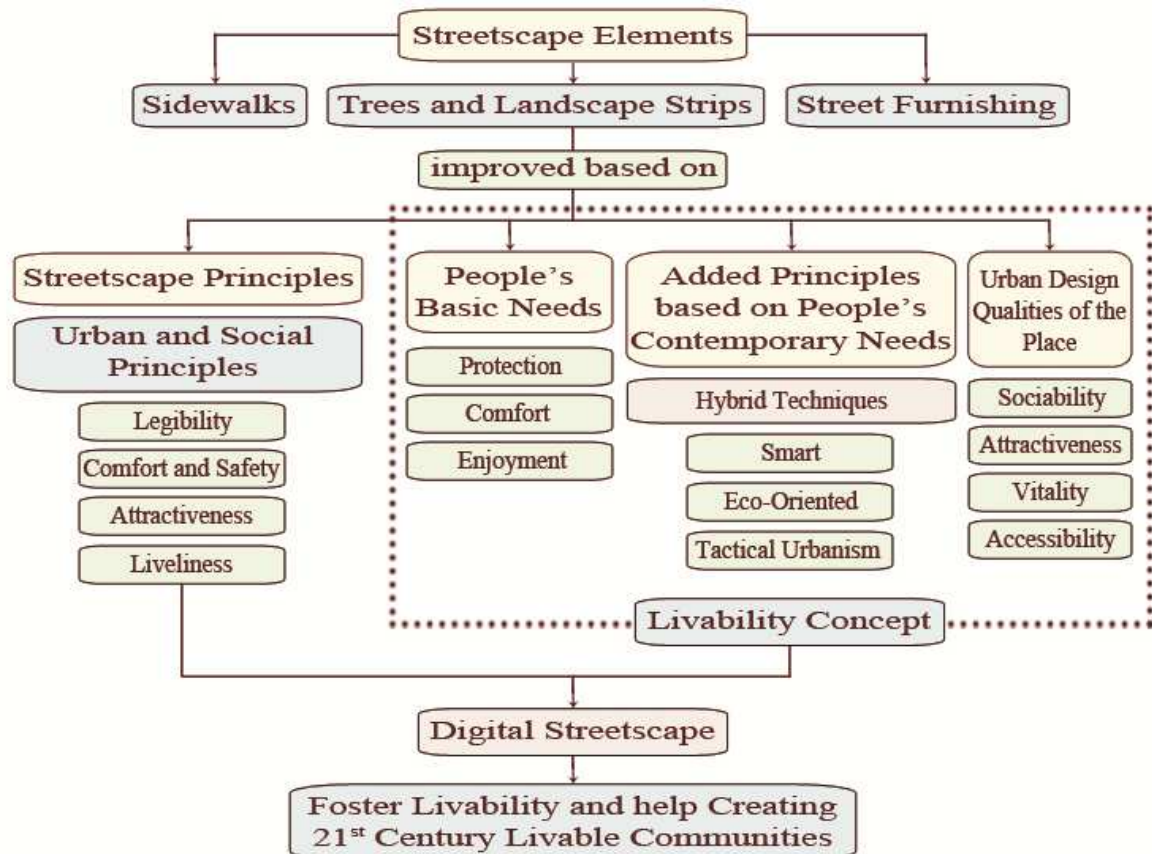 Streetscape Elements
Sidewalks
Trees and Landscape Strips
Street Furnishing
improved based on
Streetscape Principles
Urban and Social
Principles
Legibility
Comfort and Safety
Attractiveness
Liveliness
People's
Basic Needs
Protection
Comfort
Enjoyment
Added Principles
based on People's
Contemporary Needs
Hybrid Techniques
Smart
Eco-Oriented
Tactical Urbanism
Urban Design
Qualities of the
Place
Sociability
Attractiveness
Vitality
Accessibility
Livability Concept
Digital Streetscape
Foster Livability and help Creating
21st Century Livable Communities